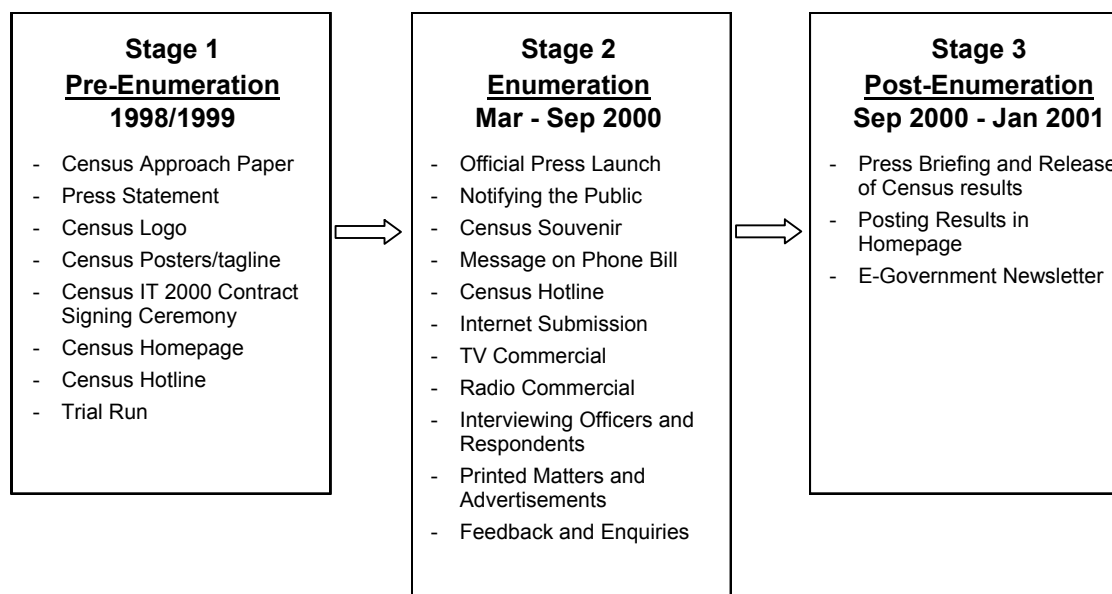 Stage 1
Pre-Enumeration
1998/1999
- Census Approach Paper
- Press Statement
- Census Logo
- Census Posters/tagline
- Census IT 2000 Contract
Signing Ceremony
- Census Homepage
- Census Hotline
- Trial Run
Stage 2
Enumeration
Mar - Sep 2000
- Official Press Launch
- Notifying the Public
- Census Souvenir
- Message on Phone Bill
- Census Hotline
- Internet Submission
- TV Commercial
- Radio Commercial
- Interviewing Officers and
Respondents
- Printed Matters and
Advertisements
- Feedback and Enquiries
Stage 3
Post-Enumeration
Sep 2000 - Jan 2001
- Press Briefing and Release
of Census results
- Posting Results in
Homepage
- E-Government Newsletter